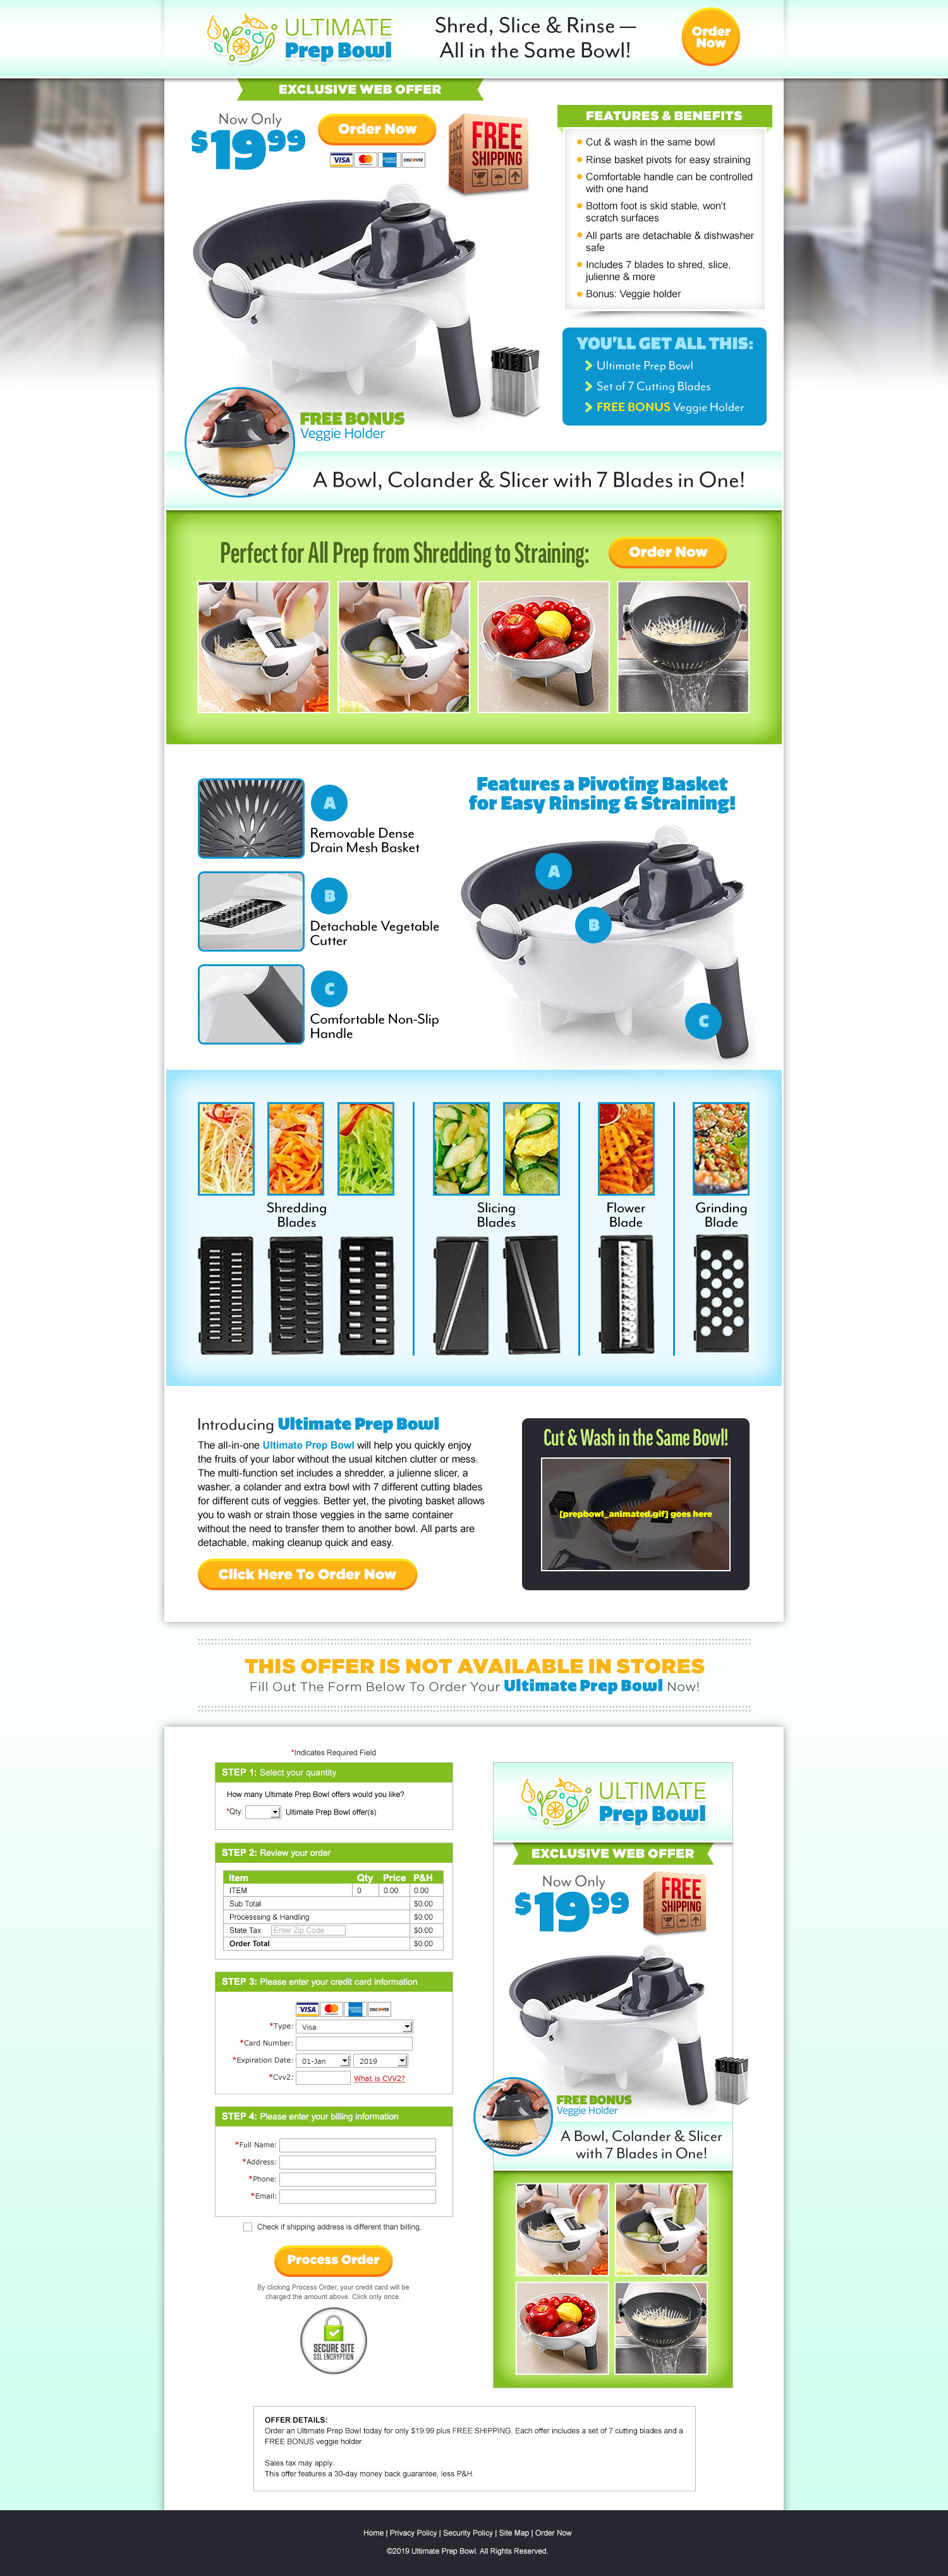 ULTIMATE
Prep Bowl
Shred, Slice & Rinse —
All in the Same Bowl!
Order
Now
EXCLUSIVE WEB OFFER
Now Only
$19.99
Order Now
VISA
MasterCard
AMERICAN EXPRESS
DISCOVER
FREE
SHIPPING
FEATURES & BENEFITS
Cut & wash in the same bowl
Rinse basket pivots for easy straining
Comfortable handle can be controlled
with one hand
Bottom foot is skid stable, won't
scratch surfaces
All parts are detachable & dishwasher
safe
Includes 7 blades to shred, slice,
julienne & more
Bonus: Veggie holder
YOU'LL GET ALL THIS:
Ultimate Prep Bowl
Set of 7 Cutting Blades
FREE BONUS Veggie Holder
FREE BONUS
Veggie Holder
A Bowl, Colander & Slicer with 7 Blades in One!
Perfect for All Prep from Shredding to Straining:
Order Now
A
Removable Dense
Drain Mesh Basket
B
Detachable Vegetable
Cutter
C
Comfortable Non-Slip
Handle
Features a Pivoting Basket
for Easy Rinsing & Straining!
A
B
C
Shredding
Blades
Slicing
Blades
Flower
Blade
Grinding
Blade
Introducing Ultimate Prep Bowl
The all-in-one Ultimate Prep Bowl will help you quickly enjoy
the fruits of your labor without the usual kitchen clutter or mess.
The multi-function set includes a shredder, a julienne slicer, a
washer, a colander and extra bowl with 7 different cutting blades
for different cuts of veggies. Better yet, the pivoting basket allows
you to wash or strain those veggies in the same container
without the need to transfer them to another bowl. All parts are
detachable, making cleanup quick and easy.
Click Here To Order Now
Cut & Wash in the Same Bowl!
[prepbowl_animated.gif] goes here
THIS OFFER IS NOT AVAILABLE IN STORES
Fill Out The Form Below To Order Your Ultimate Prep Bowl Now!
*Indicates Required Field
STEP 1: Select your quantity
How many Ultimate Prep Bowl offers would you like?
*Qty: Ultimate Prep Bowl offer(s)
STEP 2: Review your order
Item Qty Price P&H
ITEM 0 0.00 0.00
Sub Total $0.00
Processsing & Handling $0.00
State Tax Enter Zip Code $0.00
Order Total $0.00
STEP 3: Please enter your credit card information
VISA
DISCOVER
*Type: Visa
*Card Number:
*Expiration Date: 01-Jan 2019
*Cvv2: What is CVV2?
STEP 4: Please enter your billing information
*Full Name:
*Address:
*Phone:
*Email:
Check if shipping address is different than billing.
Process Order
By clicking Process Order, your credit card will be
charged the amount above. Click only once.
SECURE SITE
SSL ENCRYPTION
ULTIMATE
Prep Bowl
EXCLUSIVE WEB OFFER
Now Only
$19.99
FREE
SHIPPING
FREE BONUS
Veggie Holder
A Bowl, Colander & Slicer
with 7 Blades in One!
OFFER DETAILS:
Order an Ultimate Prep Bowl today for only $19.99 plus FREE SHIPPING. Each offer includes a set of 7 cutting blades and a
FREE BONUS veggie holder.
Sales tax may apply.
This offer features a 30-day money back guarantee, less P&H.
Home | Privacy Policy | Security Policy | Site Map | Order Now
©2019 Ultimate Prep Bowl. All Rights Reserved.